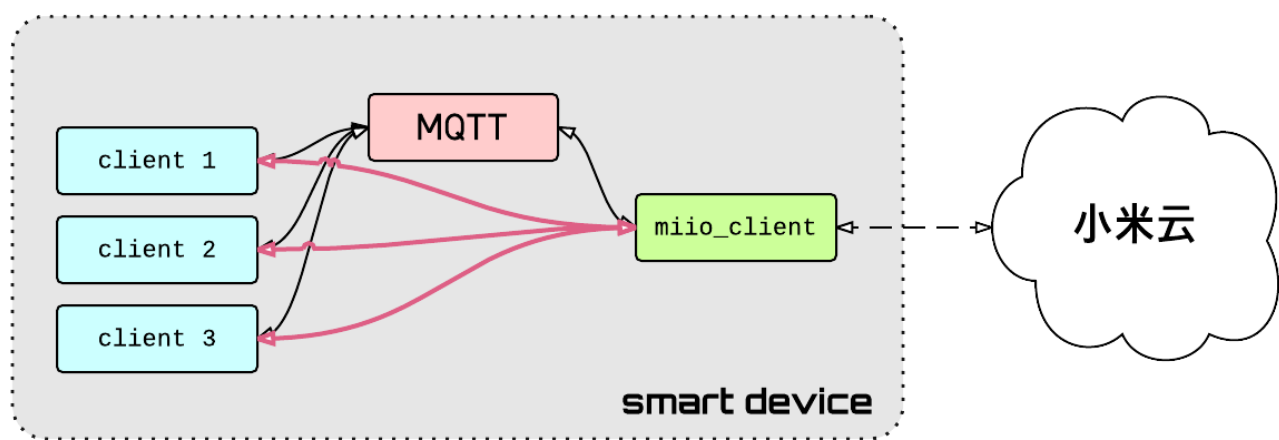 MQTT
client 1
client 2
client 3
miio_client
小米云
smart device